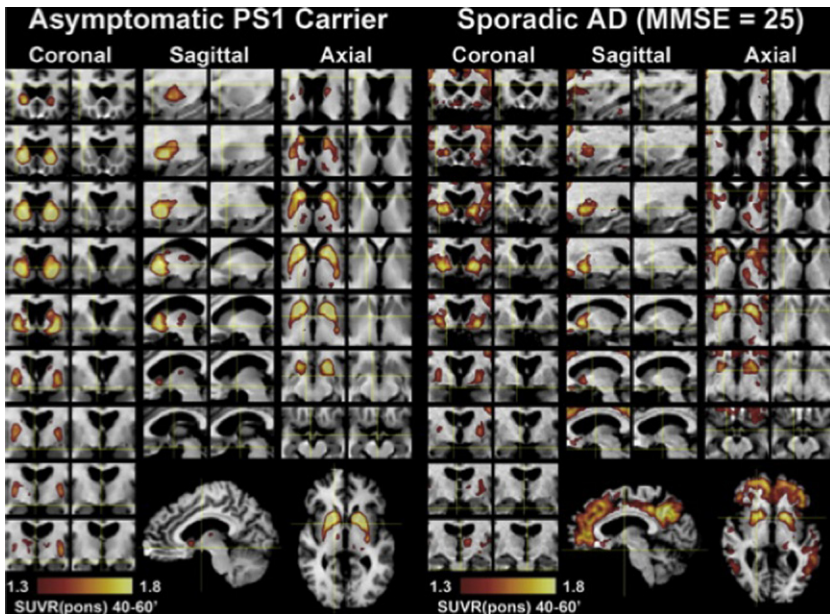 Asymptomatic PS1 Carrier
Sporadic AD (MMSE = 25)
Coronal Sagittal Axial
Coronal Sagittal Axial
1.3 1.8
SUVR(pons) 40-60'
1.3 1.8
SUVR(pons) 40-60'